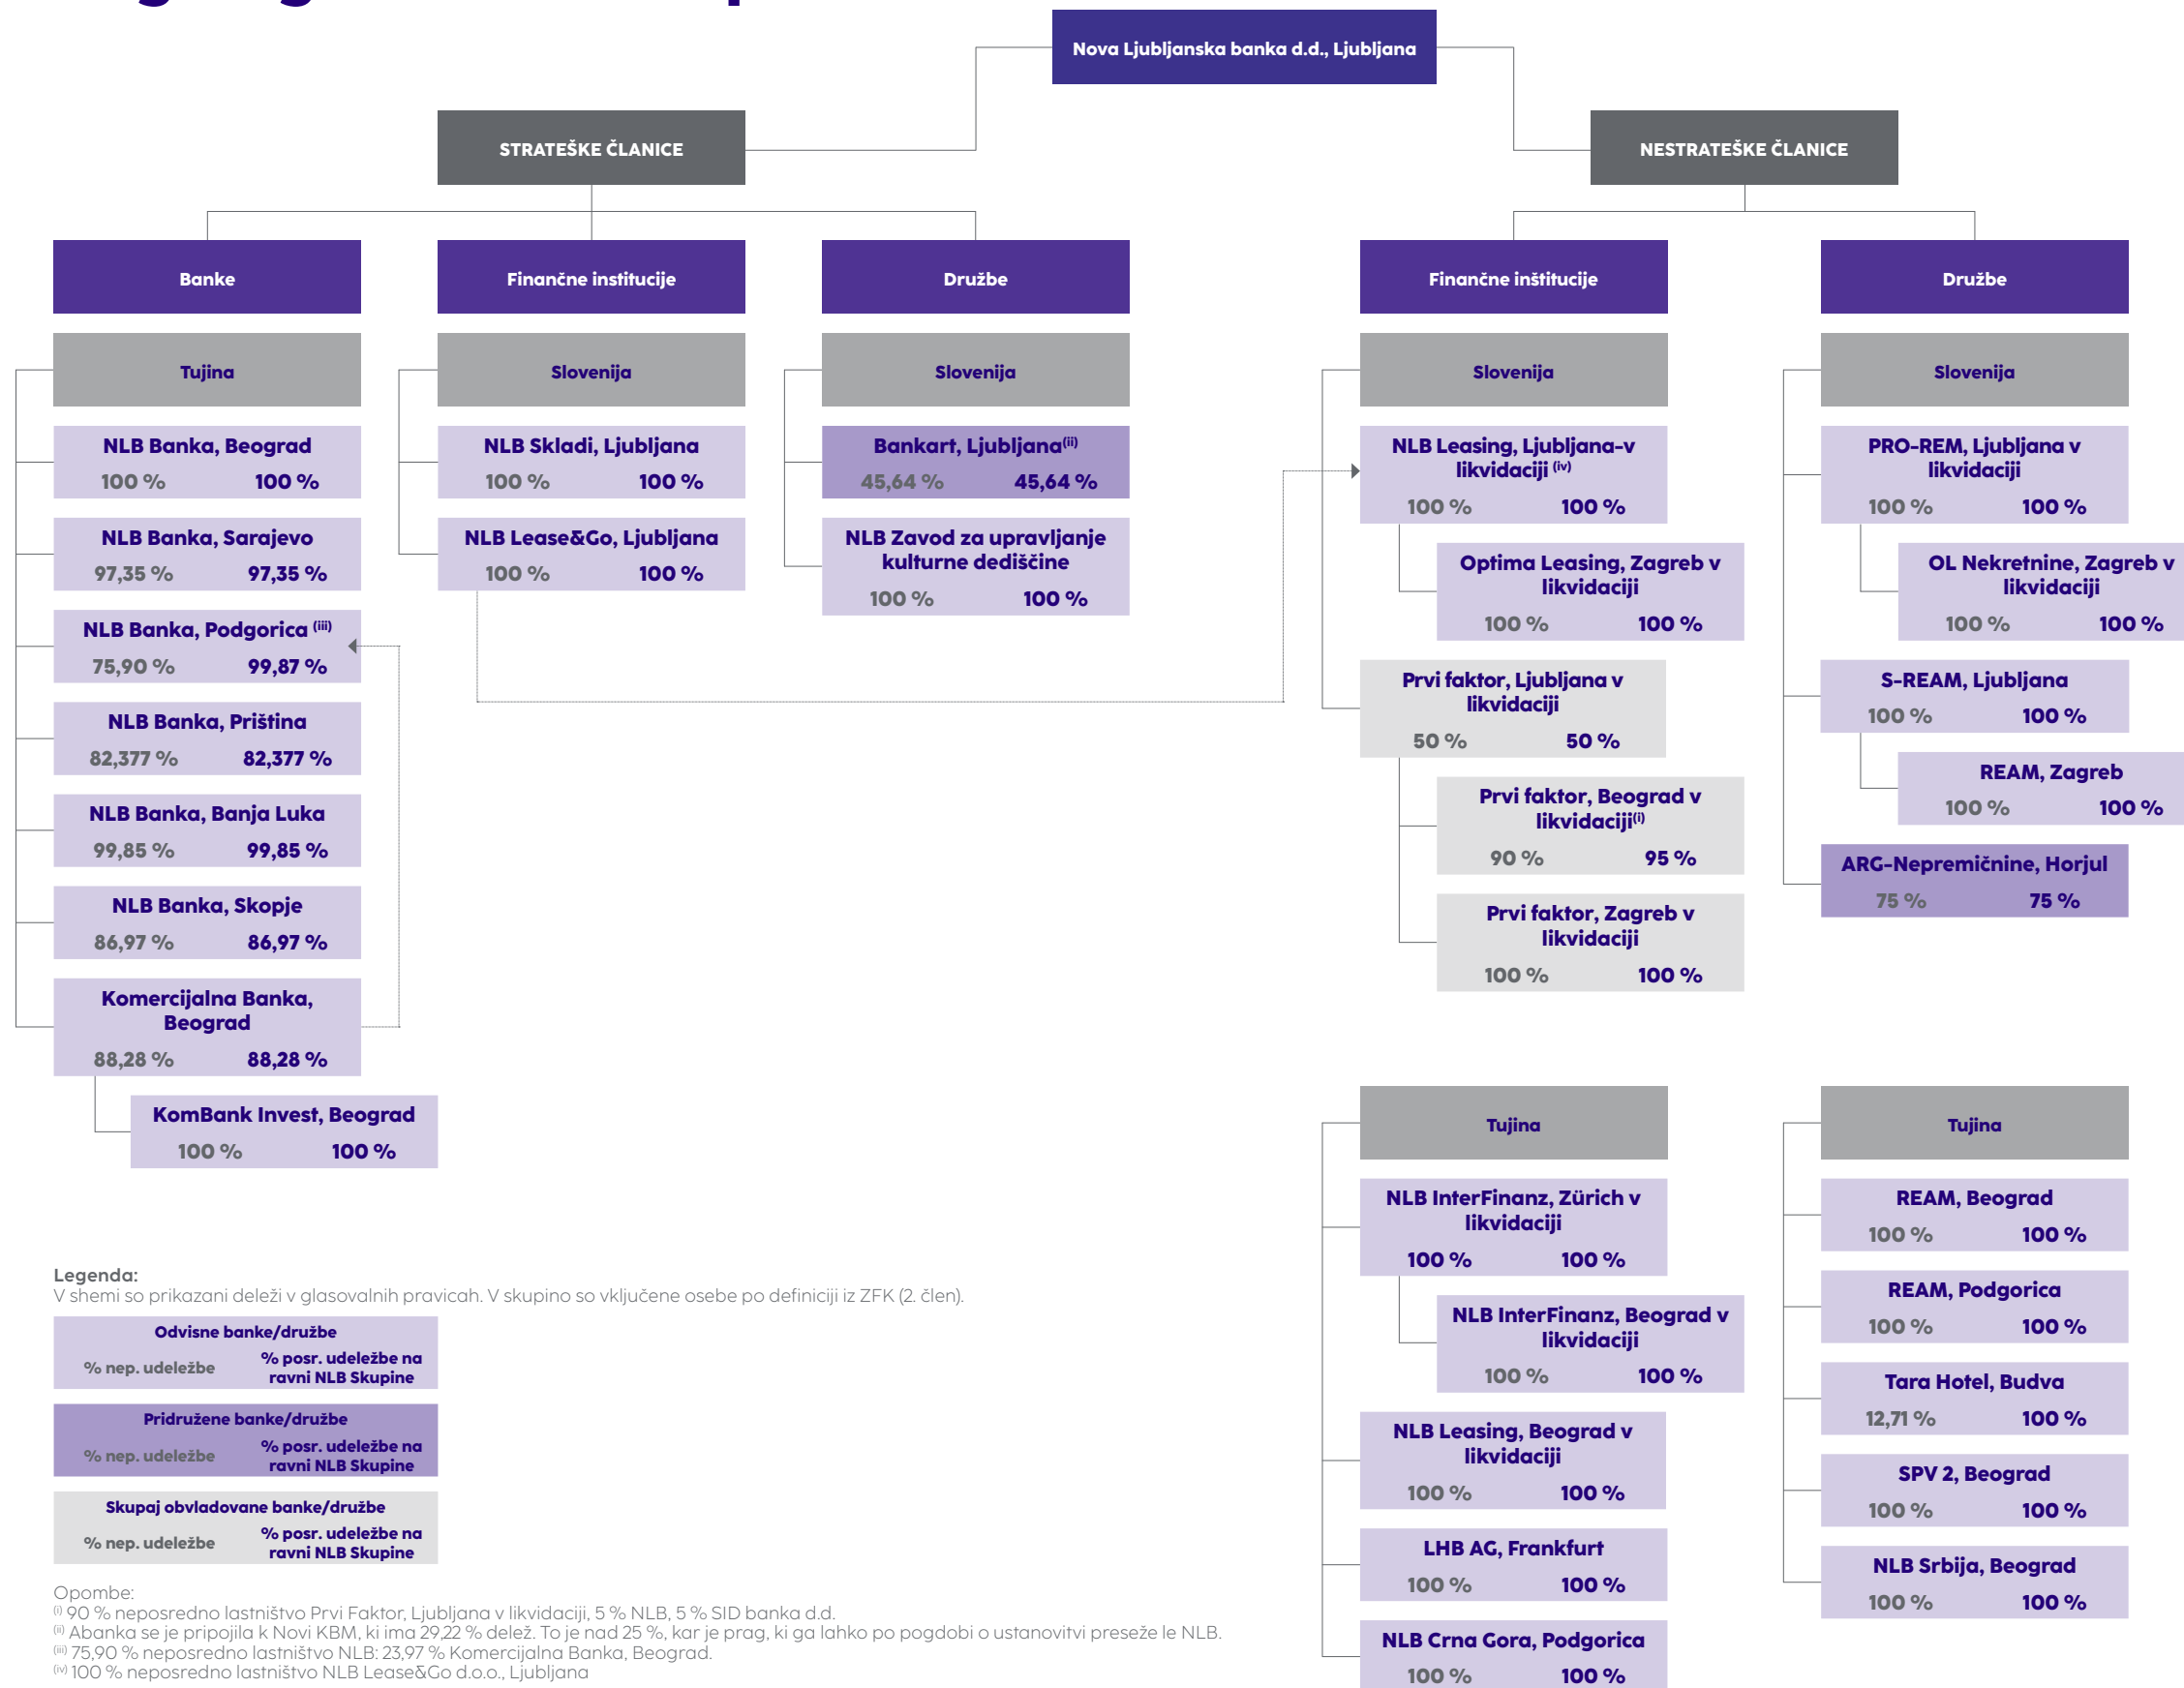 Nova Ljubljanska banka d.d., Ljubljana
STRATEŠKE ČLANICE
NESTRATEŠKE ČLANICE
Banke
Finančne institucije
Družbe
Finančne inštitucije
Družbe
Tujina
NLB Banka, Beograd
100 % 100 %
NLB Banka, Sarajevo
97,35 % 97,35 %
NLB Banka, Podgorica (iii)
75,90 % 99,87 %
NLB Banka, Priština
82,377 % 82,377 %
NLB Banka, Banja Luka
99,85 % 99,85 %
NLB Banka, Skopje
86,97 % 86,97 %
Komercijalna Banka,
Beograd
88,28 % 88,28 %
KomBank Invest, Beograd
100 % 100 %
Slovenija
NLB Skladi, Ljubljana
100 % 100 %
NLB Lease&Go, Ljubljana
100 % 100 %
Slovenija
Bankart, Ljubljana(ii)
45,64 % 45,64 %
NLB Zavod za upravljanje
kulturne dediščine
100 % 100 %
Slovenija
NLB Leasing, Ljubljana-v
likvidaciji (iv)
100 % 100 %
Optima Leasing, Zagreb v
likvidaciji
100 % 100 %
Prvi faktor, Ljubljana v
likvidaciji
50 % 50 %
Prvi faktor, Beograd v
likvidaciji(i)
90 % 95 %
Prvi faktor, Zagreb v
likvidaciji
100 % 100 %
Slovenija
PRO-REM, Ljubljana v
likvidaciji
100 % 100 %
OL Nekretnine, Zagreb v
likvidaciji
100 % 100 %
S-REAM, Ljubljana
100 % 100 %
REAM, Zagreb
100 % 100 %
ARG-Nepremičnine, Horjul
75 % 75 %
Tujina
NLB InterFinanz, Zürich v
likvidaciji
100 % 100 %
NLB InterFinanz, Beograd v
likvidaciji
100 % 100 %
NLB Leasing, Beograd v
likvidaciji
100 % 100 %
LHB AG, Frankfurt
100 % 100 %
NLB Crna Gora, Podgorica
100 % 100 %
Tujina
REAM, Beograd
100 % 100 %
REAM, Podgorica
100 % 100 %
Tara Hotel, Budva
12,71 % 100 %
SPV 2, Beograd
100 % 100 %
NLB Srbija, Beograd
100 % 100 %
Legenda:
V shemi so prikazani deleži v glasovalnih pravicah. V skupino so vključene osebe po definiciji iz ZFK (2. člen).
Odvisne banke/družbe
% nep. udeležbe % posr. udeležbe na
ravni NLB Skupine
Pridružene banke/družbe
% nep. udeležbe % posr. udeležbe na
ravni NLB Skupine
Skupaj obvladovane banke/družbe
% nep. udeležbe % posr. udeležbe na
ravni NLB Skupine
Opombe:
(i) 90 % neposredno lastništvo Prvi Faktor, Ljubljana v likvidaciji, 5 % NLB, 5 % SID banka d.d.
(ii) Abanka se je pripojila k Novi KBM, ki ima 29,22 % delež. To je nad 25 %, kar je prag, ki ga lahko po pogodbi o ustanovitvi preseže le NLB.
(iii) 75,90 % neposredno lastništvo NLB: 23,97 % Komercijalna Banka, Beograd.
(iv) 100 % neposredno lastništvo NLB Lease&Go d.o.o., Ljubljana